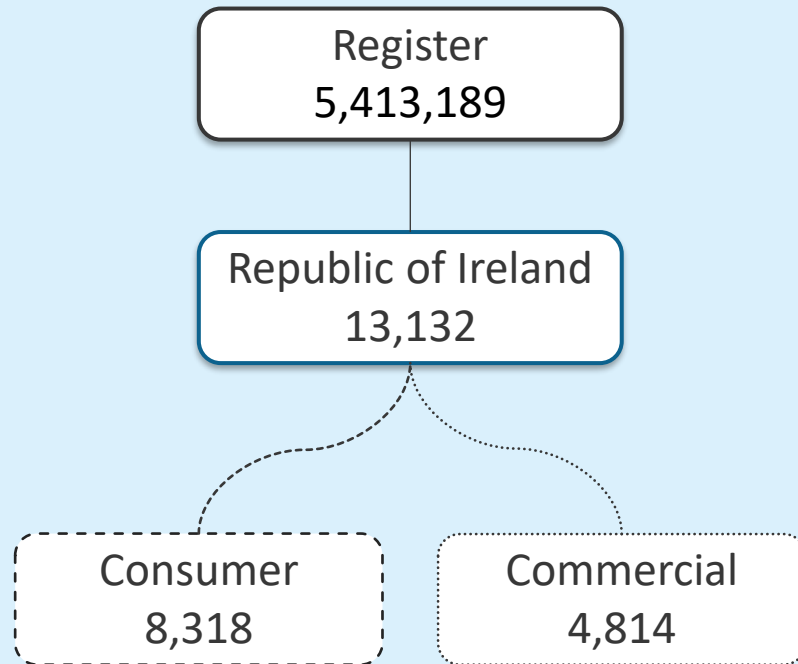 Register
5,413,189
Republic of Ireland
13,132
Consumer
8,318
Commercial
4,814